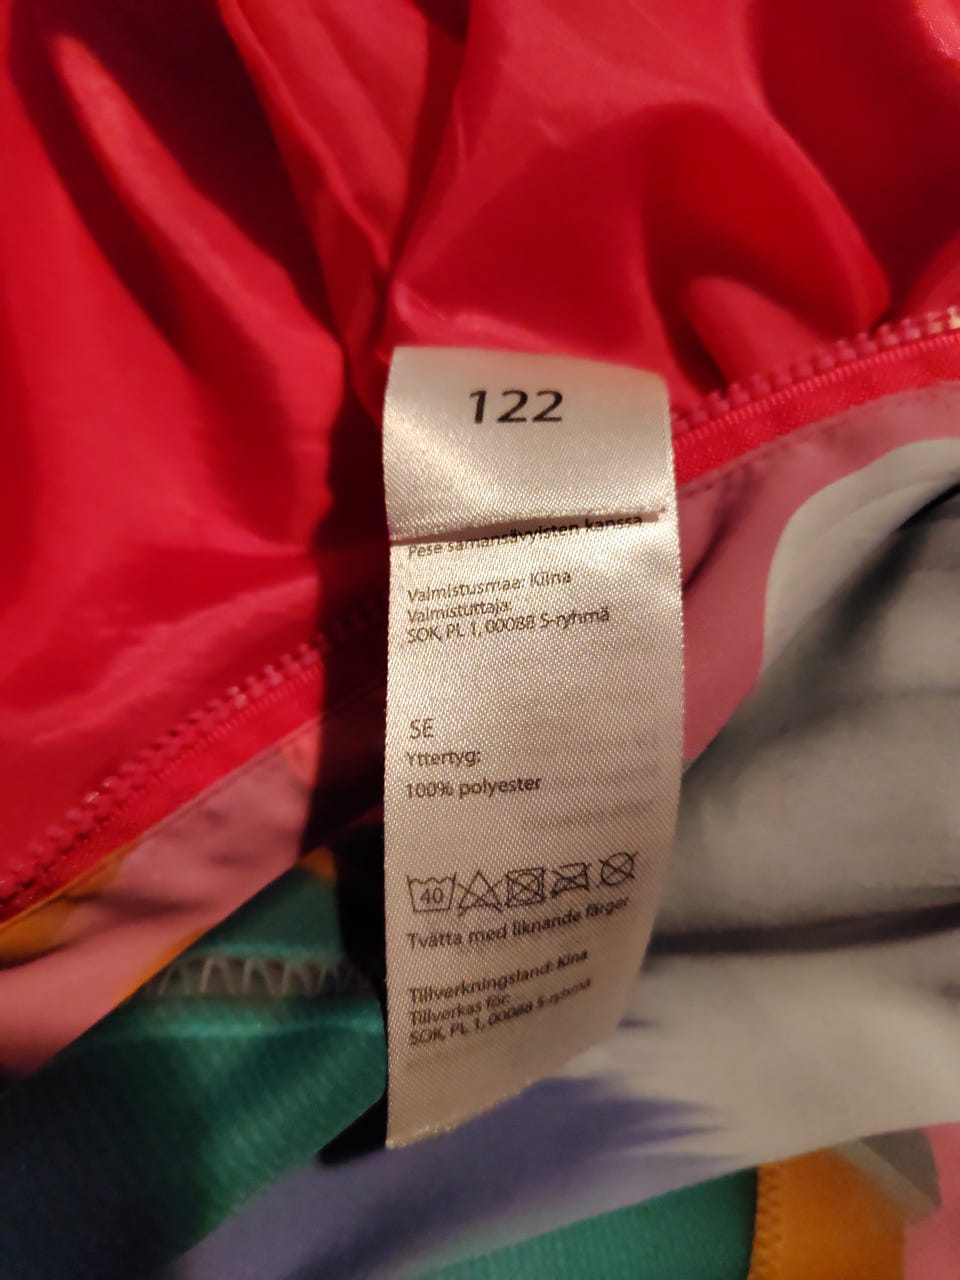 122
Pese samansävyisten kanssa
Valmistusmaa: Kiina
Valmistuttaja:
SOK, PL 1, 00088 S-ryhmä
SE
Yttertyg:
100% polyester
40
Tvätta med liknande färger
Tillverkningsland: Kina
Tillverkas för:
SOK, PL 1, 00088 S-ryhmä